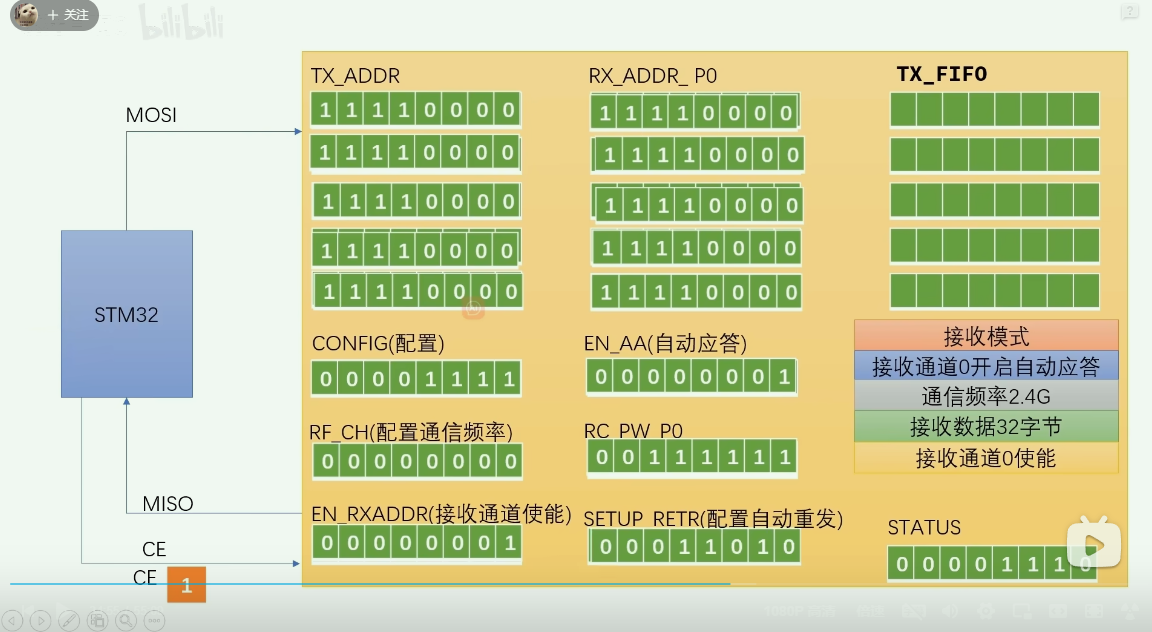 + 关注
bilibili
TX_ADDR
RX_ADDR_ P0
TX_FIFO
MOSI
1 1 1 1 0 0 0 0
1 1 1 1 0 0 0 0
1 1 1 1 0 0 0 0
1 1 1 1 0 0 0 0
1 1 1 1 0 0 0 0
1 1 1 1 0 0 0 0
1 1 1 1 0 0 0 0
1 1 1 1 0 0 0 0
1 1 1 1 0 0 0 0
1 1 1 1 0 0 0 0
STM32
接收模式
接收通道0开启自动应答
通信频率2.4G
接收数据32字节
接收通道0使能
CONFIG(配置)
0 0 0 0 1 1 1 1
EN_AA(自动应答)
0 0 0 0 0 0 0 1
RF_CH(配置通信频率)
0 0 0 0 0 0 0 0
RC_PW_P0
0 0 1 1 1 1 1 1
MISO
EN_RXADDR(接收通道使能)
0 0 0 0 0 0 0 1
SETUP_RETR(配置自动重发)
0 0 0 1 1 0 1 0
STATUS
0 0 0 0 1 1 1 0
CE
CE
1